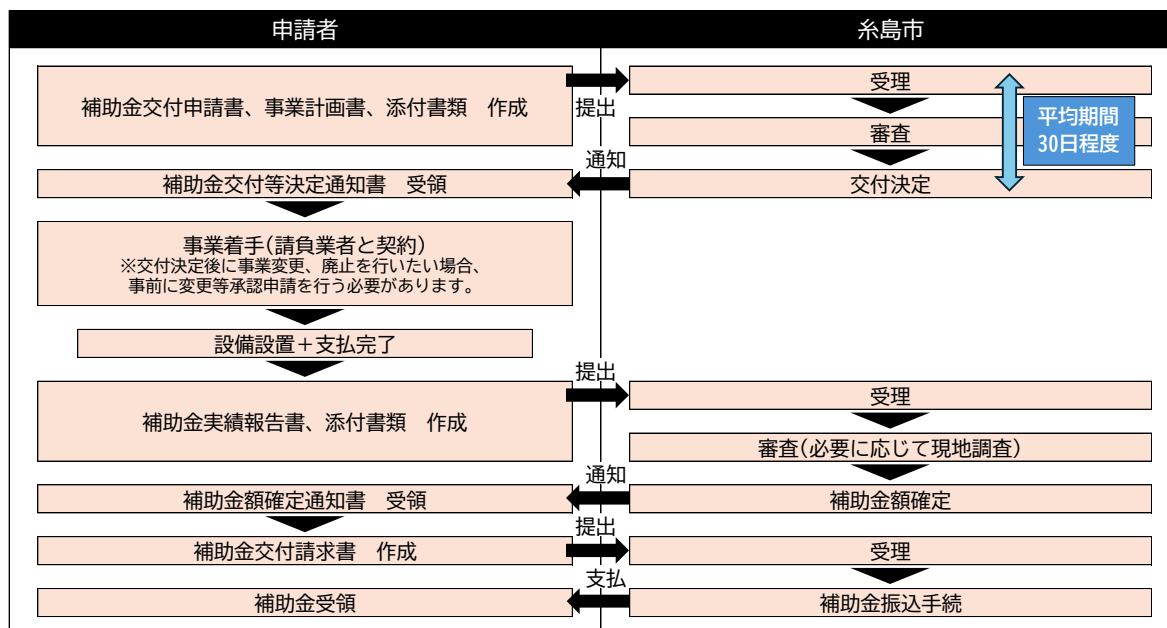 申請者
糸島市
補助金交付申請書、事業計画書、添付書類　作成
提出
受理
審査
平均期間
30日程度
通知
交付決定
補助金交付等決定通知書　受領
事業着手(請負業者と契約)
※交付決定後に事業変更、廃止を行いたい場合、
事前に変更等承認申請を行う必要があります。
設備設置＋支払完了
提出
補助金実績報告書、添付書類　作成
受理
審査(必要に応じて現地調査)
通知
補助金額確定
補助金額確定通知書　受領
提出
補助金交付請求書　作成
受理
支払
補助金振込手続
補助金受領